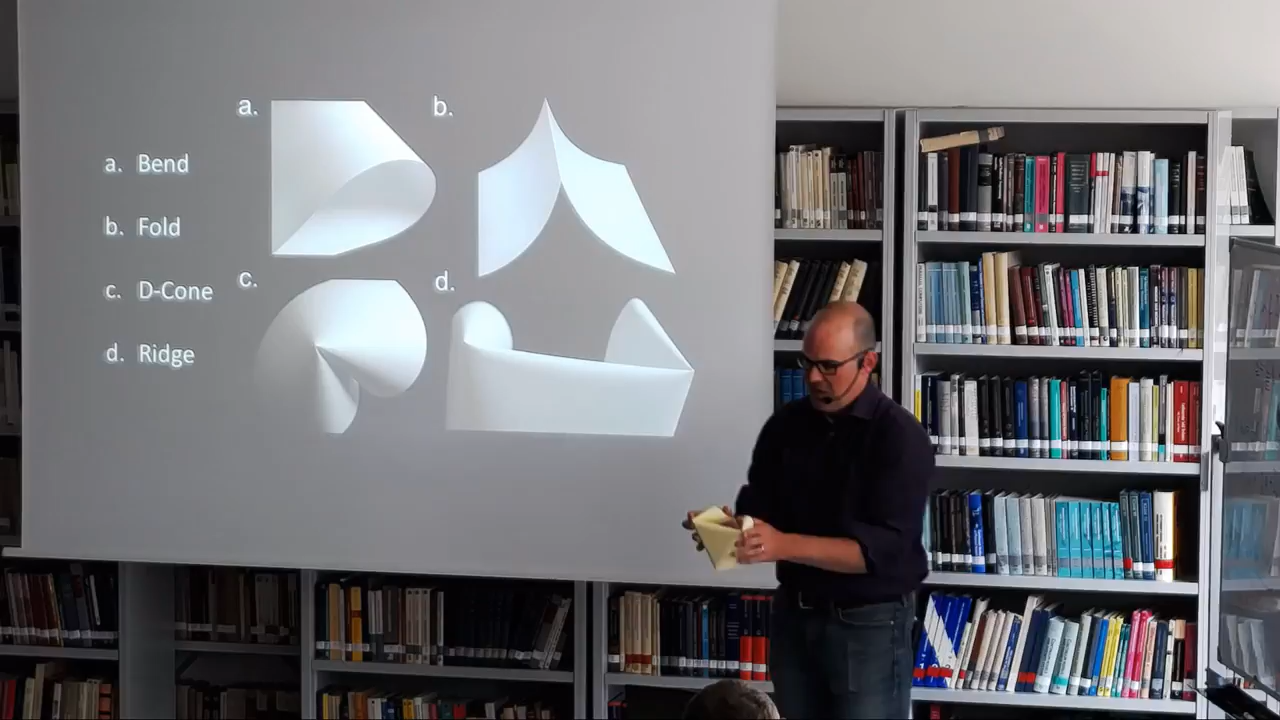 a. Bend
b. Fold
c. D-Cone
d. Ridge
a.
b.
c.
d.